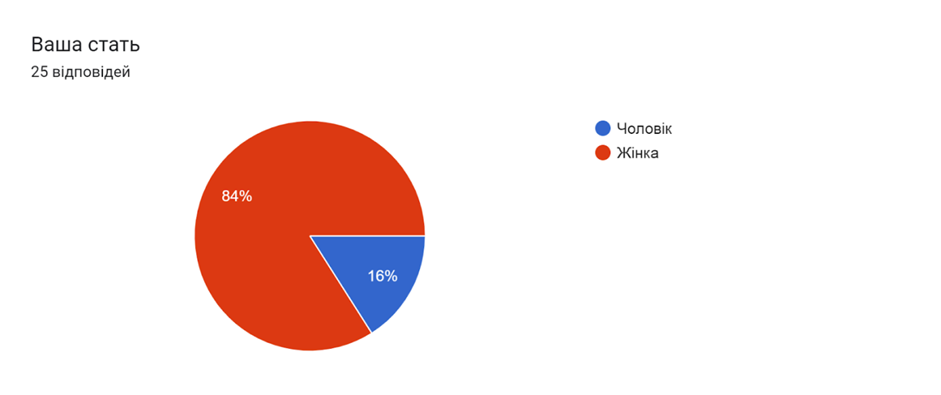 Ваша стать
25 відповідей
Чоловік
Жінка
84%
16%